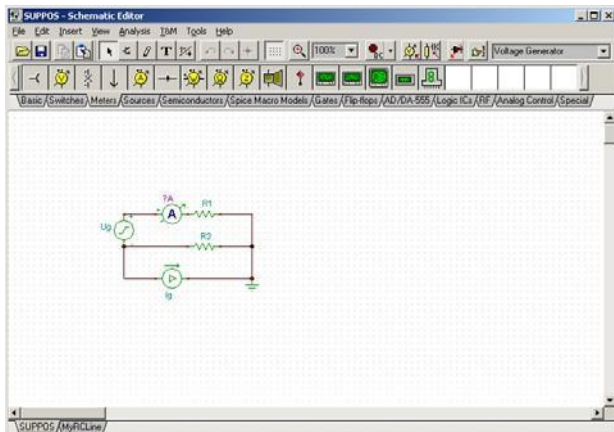 SUPPOS - Schematic Editor
File Edit Insert View Analysis T&M Tools Help
T 100% Voltage Generator
Basic Switches Meters Sources Semiconductors Spice Macro Models Gates Flip-flops AD/DA-555 Logic ICs RF Analog Control Special
?A
A R1
Ug
R2
Ig
SUPPOS MyRCLine